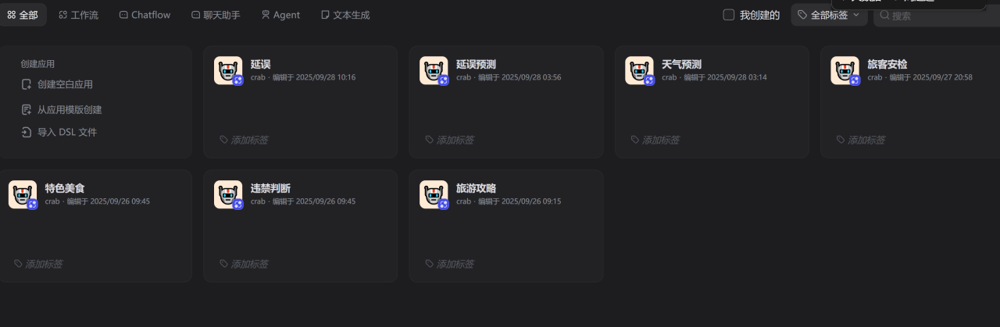 全部
工作流
Chatflow
聊天助手
Agent
文本生成
我创建的
全部标签
搜索
创建应用
创建空白应用
从应用模版创建
导入 DSL 文件
延误
crab · 编辑于 2025/09/28 10:16
添加标签
延误预测
crab · 编辑于 2025/09/28 03:56
添加标签
天气预测
crab · 编辑于 2025/09/28 03:14
添加标签
旅客安检
crab · 编辑于 2025/09/27 20:58
添加标签
特色美食
crab · 编辑于 2025/09/26 09:45
添加标签
违禁判断
crab · 编辑于 2025/09/26 09:45
添加标签
旅游攻略
crab · 编辑于 2025/09/26 09:15
添加标签